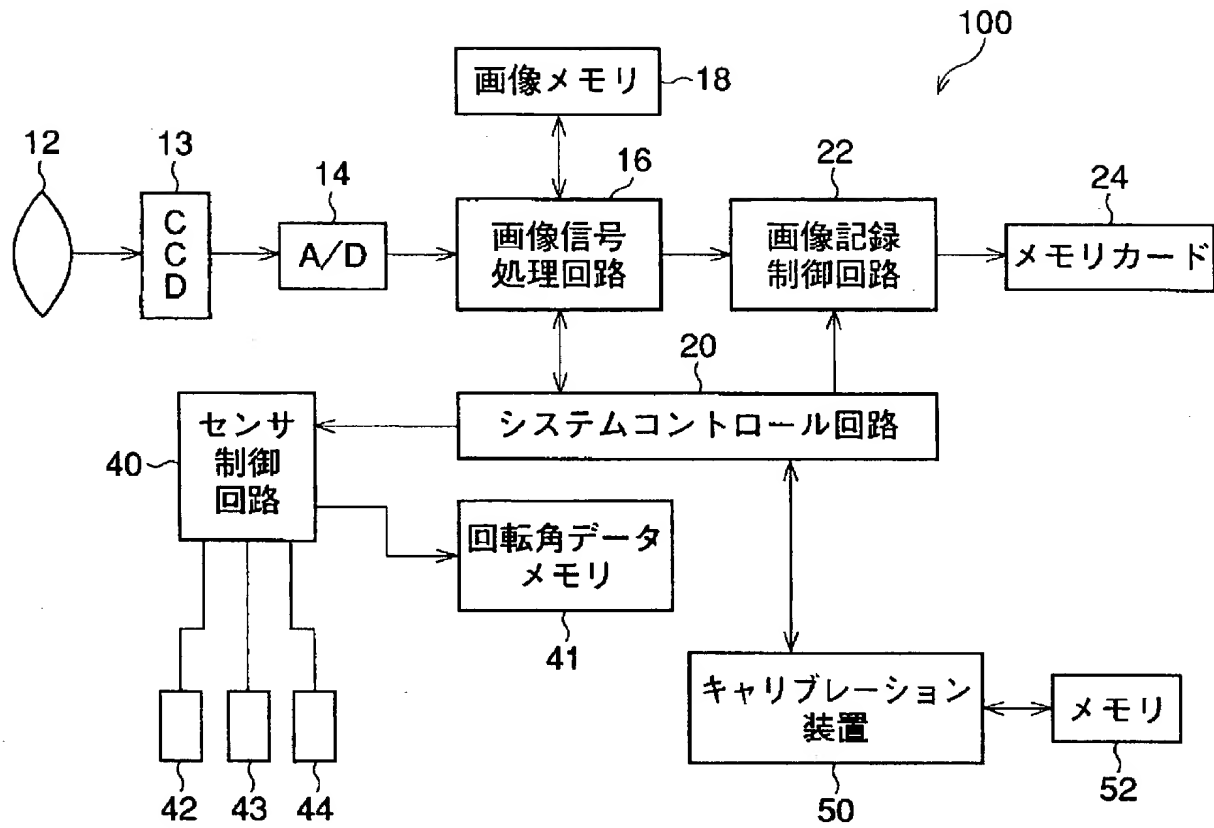 100
画像メモリ
18
12
13
14
16
22
24
CCD
A/D
画像信号
処理回路
画像記録
制御回路
メモリカード
20
システムコントロール回路
センサ
制御
回路
40
回転角データ
メモリ
41
42
43
44
キャリブレーション
装置
50
メモリ
52